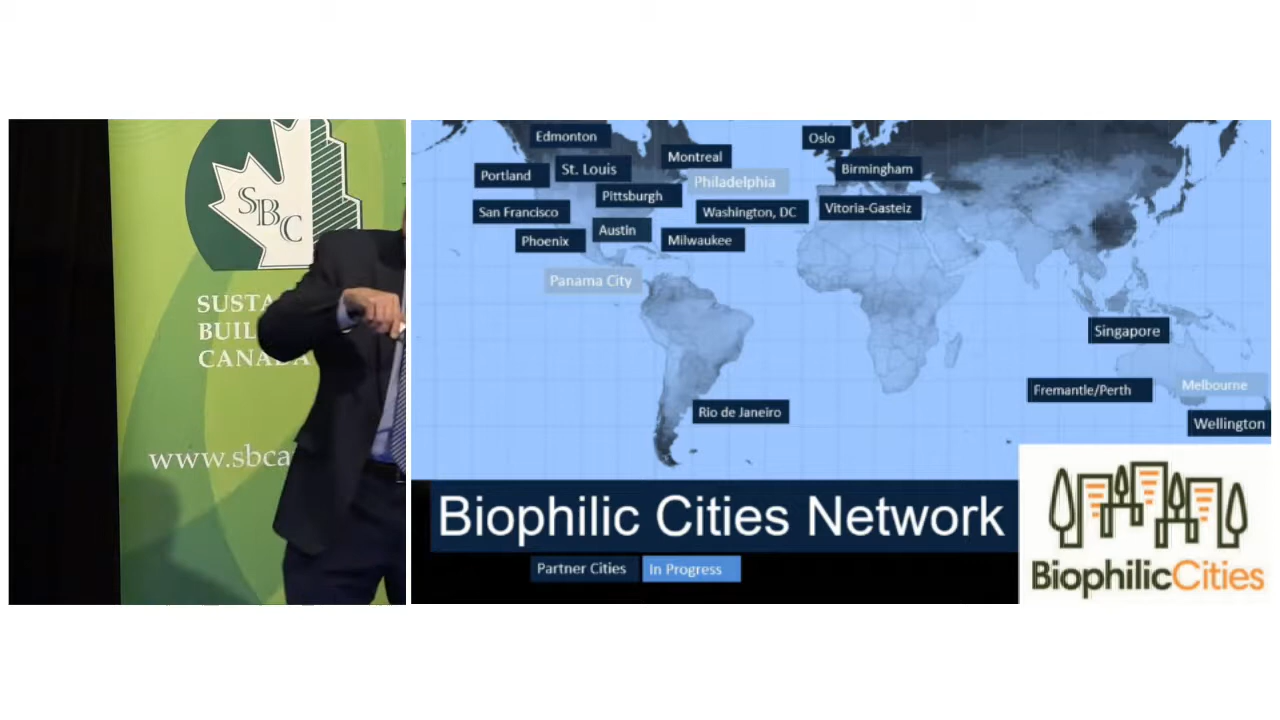 SBC
SUSTA
BUIL
CANADA
www.sbca
Edmonton
Oslo
Montreal
St. Louis
Birmingham
Portland
Philadelphia
Pittsburgh
San Francisco
Washington, DC
Vitoria-Gasteiz
Austin
Phoenix
Milwaukee
Panama City
Singapore
Fremantle/Perth
Melbourne
Rio de Janeiro
Wellington
Biophilic Cities Network
Partner Cities
In Progress
BiophilicCities